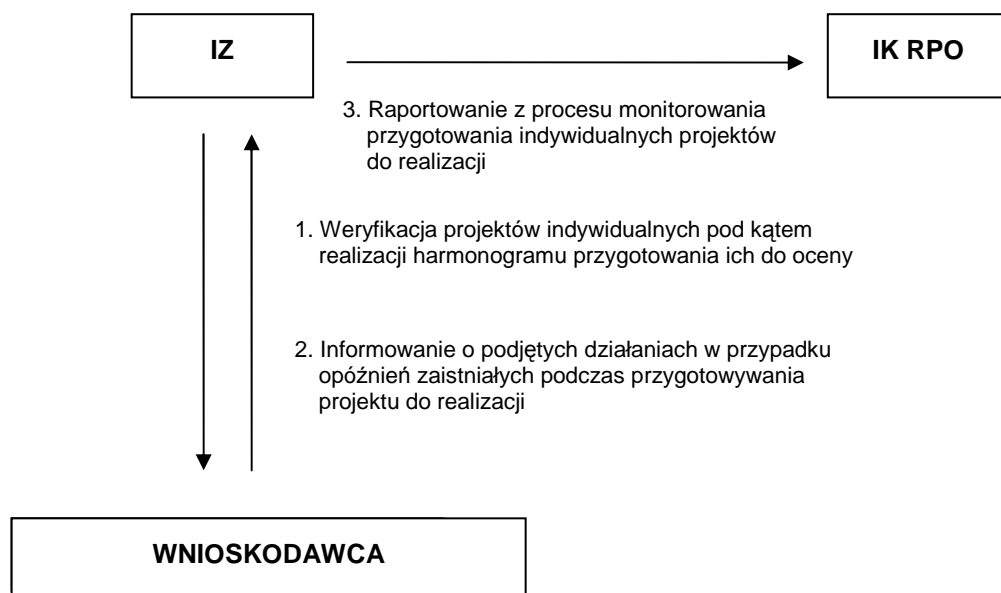 IZ
IK RPO
3. Raportowanie z procesu monitorowania
przygotowania indywidualnych projektów
do realizacji
1. Weryfikacja projektów indywidualnych pod kątem
realizacji harmonogramu przygotowania ich do oceny
2. Informowanie o podjętych działaniach w przypadku
opóźnień zaistniałych podczas przygotowywania
projektu do realizacji
WNIOSKODAWCA